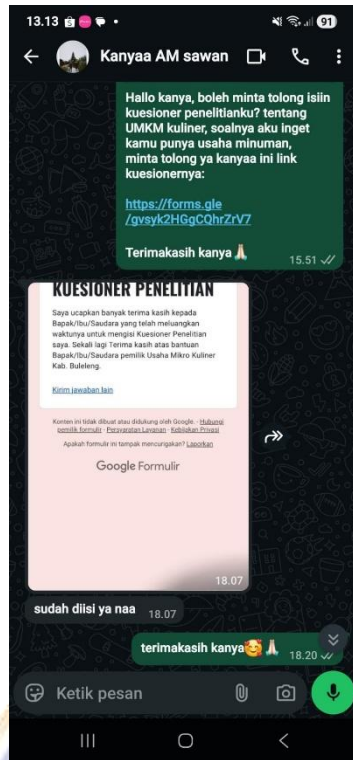 13.13
91
Kanyaa AM sawan
Hallo kanya, boleh minta tolong isiin
kuesioner penelitianku? tentang
UMKM kuliner, soalnya aku inget
kamu punya usaha minuman,
minta tolong ya kanyaa ini link
kuesionernya:
https://forms.gle
/gvsyk2HGgCQhrZrV7
Terimakasih kanya🙏🏻
15.51
KUESIONER PENELITIAN
Saya ucapkan banyak terima kasih kepada
Bapak/Ibu/Saudara yang telah meluangkan
waktunya untuk mengisi Kuesioner Penelitian
saya. Sekali lagi Terima kasih atas bantuan
Bapak/Ibu/Saudara pemilik Usaha Mikro Kuliner
Kab. Buleleng.
Kirim jawaban lain
Konten ini tidak dibuat atau didukung oleh Google. - Hubungi
pemilik formulir - Persyaratan Layanan - Kebijakan Privasi
Apakah formulir ini tampak mencurigakan? Laporkan
Google Formulir
18.07
sudah diisi ya naa
18.07
terimakasih kanya🥰🙏🏻
18.20
Ketik pesan